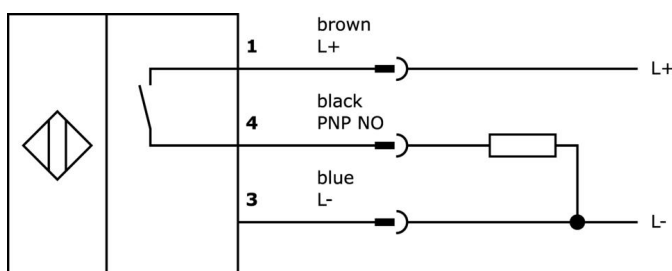 brown
1 L+
L+
black
4 PNP NO
blue
3 L-
L-